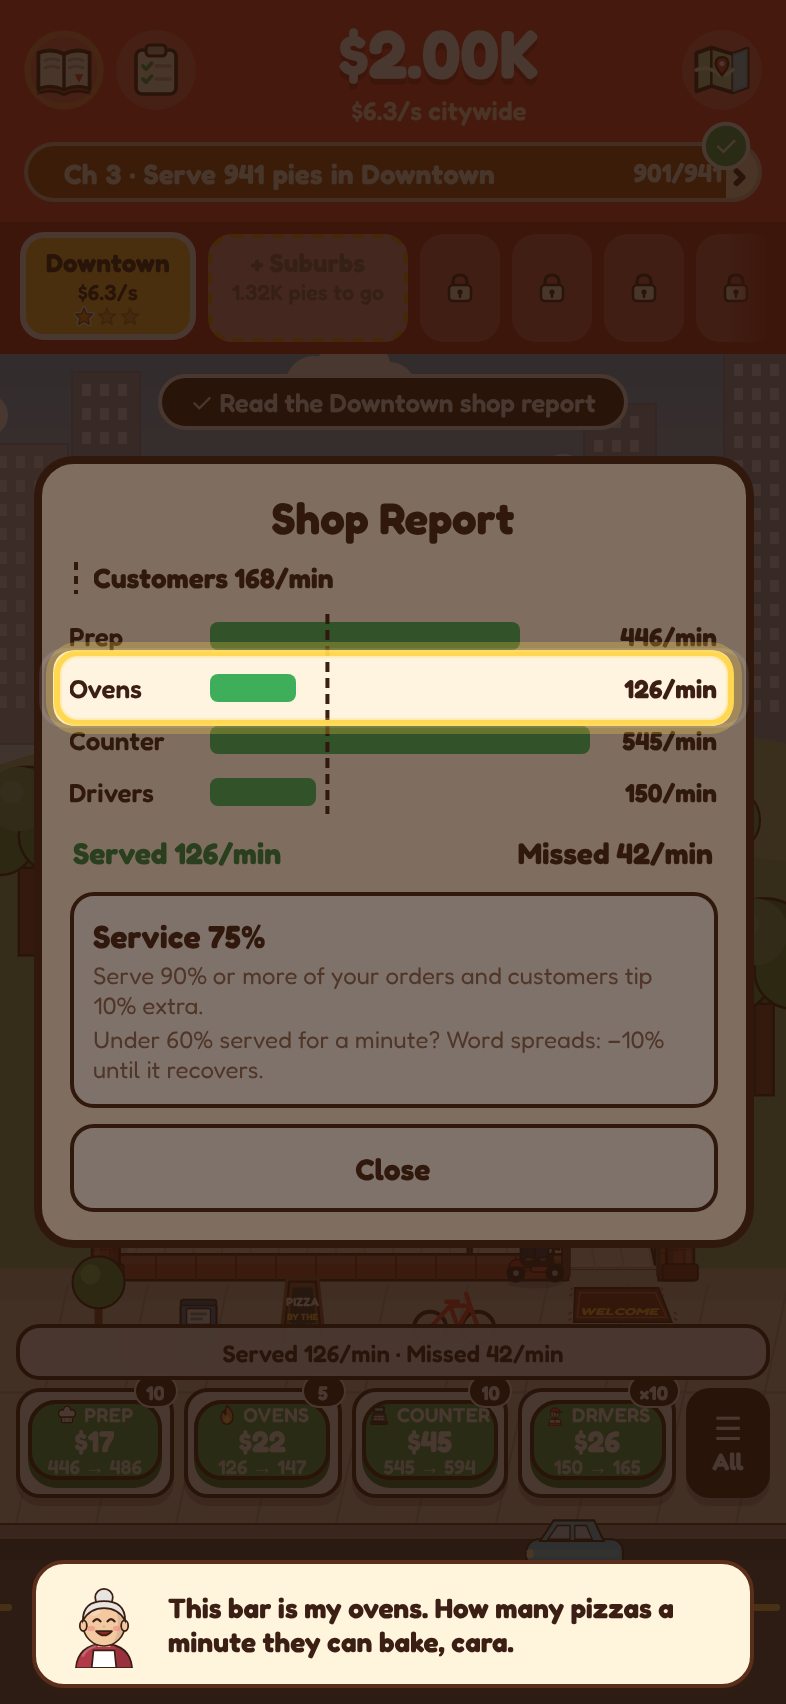 $2.00K
$6.3/s citywide
Ch 3 · Serve 941 pies in Downtown
901/941
Downtown
$6.3/s
+ Suburbs
1.32K pies to go
✓ Read the Downtown shop report
Shop Report
Customers 168/min
Prep 446/min
Ovens 126/min
Counter 545/min
Drivers 150/min
Served 126/min
Missed 42/min
Service 75%
Serve 90% or more of your orders and customers tip
10% extra.
Under 60% served for a minute? Word spreads: –10%
until it recovers.
Close
PIZZA
BY THE
WELCOME
Served 126/min · Missed 42/min
10
PREP
$17
446 → 486
5
OVENS
$22
126 → 147
10
COUNTER
$45
545 → 594
×10
DRIVERS
$26
150 → 165
All
This bar is my ovens. How many pizzas a
minute they can bake, cara.